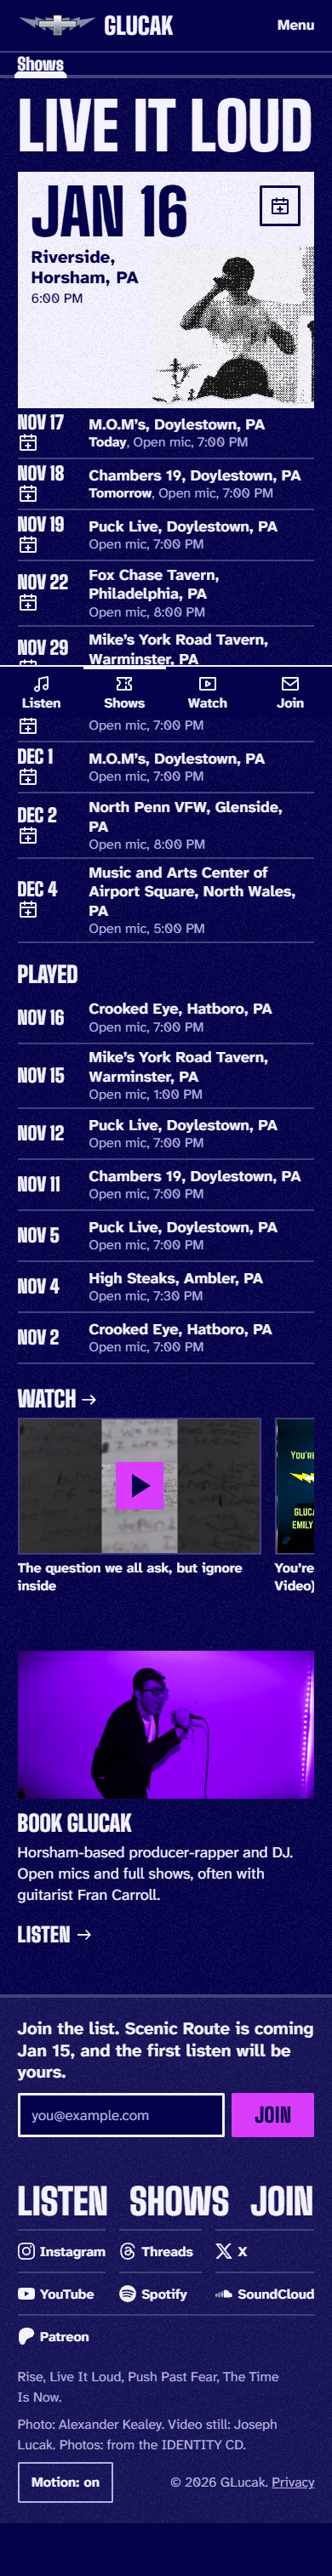 GLUCAK
Menu
Shows
LIVE IT LOUD
JAN 16
Riverside,
Horsham, PA
6:00 PM
NOV 17
M.O.M’s, Doylestown, PA
Today, Open mic, 7:00 PM
NOV 18
Chambers 19, Doylestown, PA
Tomorrow, Open mic, 7:00 PM
NOV 19
Puck Live, Doylestown, PA
Open mic, 7:00 PM
NOV 22
Fox Chase Tavern,
Philadelphia, PA
Open mic, 8:00 PM
NOV 29
Mike’s York Road Tavern,
Warminster, PA
Listen
Shows
Watch
Join
Open mic, 7:00 PM
DEC 1
M.O.M’s, Doylestown, PA
Open mic, 7:00 PM
DEC 2
North Penn VFW, Glenside,
PA
Open mic, 8:00 PM
DEC 4
Music and Arts Center of
Airport Square, North Wales,
PA
Open mic, 5:00 PM
PLAYED
NOV 16
Crooked Eye, Hatboro, PA
Open mic, 7:00 PM
NOV 15
Mike’s York Road Tavern,
Warminster, PA
Open mic, 1:00 PM
NOV 12
Puck Live, Doylestown, PA
Open mic, 7:00 PM
NOV 11
Chambers 19, Doylestown, PA
Open mic, 7:00 PM
NOV 5
Puck Live, Doylestown, PA
Open mic, 7:00 PM
NOV 4
High Steaks, Ambler, PA
Open mic, 7:30 PM
NOV 2
Crooked Eye, Hatboro, PA
Open mic, 7:00 PM
WATCH →
YOU'RE
GLUCA
EMILY
The question we all ask, but ignore
inside
You’re
Video)
BOOK GLUCAK
Horsham-based producer-rapper and DJ.
Open mics and full shows, often with
guitarist Fran Carroll.
LISTEN →
Join the list. Scenic Route is coming
Jan 15, and the first listen will be
yours.
you@example.com
JOIN
LISTEN
SHOWS
JOIN
Instagram
Threads
X
YouTube
Spotify
SoundCloud
Patreon
Rise, Live It Loud, Push Past Fear, The Time
Is Now.
Photo: Alexander Kealey. Video still: Joseph
Lucak. Photos: from the IDENTITY CD.
Motion: on
© 2026 GLucak. Privacy